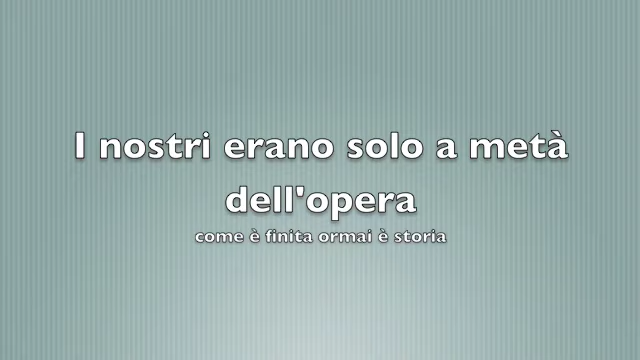 I nostri erano solo a metà
dell'opera
come è finita ormai è storia